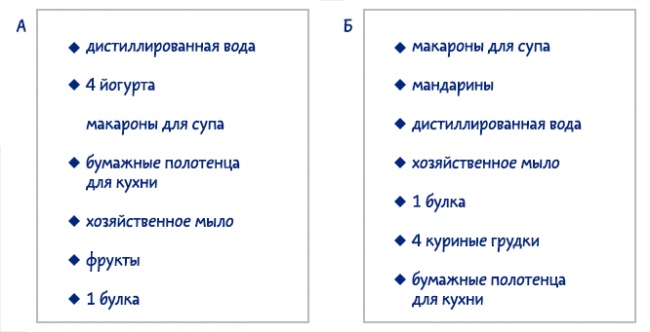 А
◆ дистиллированная вода
◆ 4 йогурта
макароны для супа
◆ бумажные полотенца
для кухни
◆ хозяйственное мыло
◆ фрукты
◆ 1 булка
Б
◆ макароны для супа
◆ мандарины
◆ дистиллированная вода
◆ хозяйственное мыло
◆ 1 булка
◆ 4 куриные грудки
◆ бумажные полотенца
для кухни